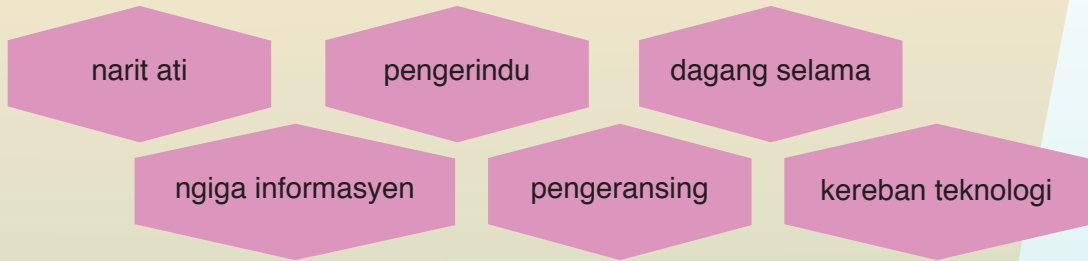 narit ati
pengerindu
dagang selama
ngiga informasyen
pengeransing
kereban teknologi